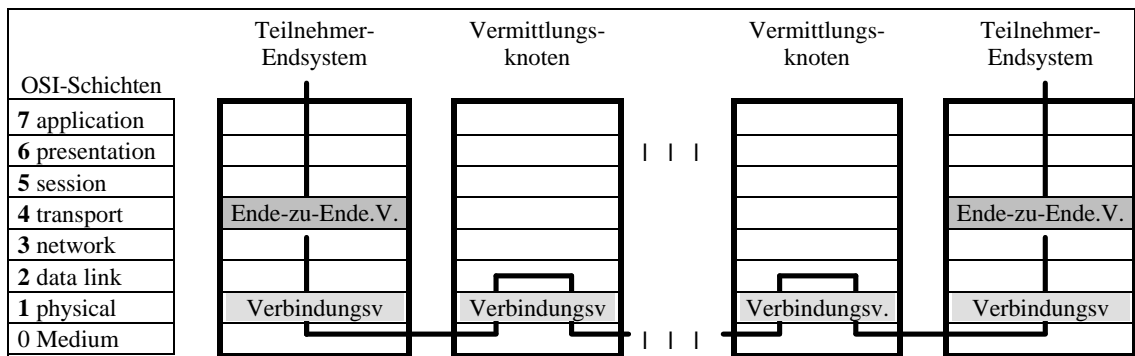 Teilnehmer- Vermittlungs- Vermittlungs- Teilnehmer-
Endsystem knoten knoten Endsystem
OSI-Schichten
7 application
6 presentation
5 session
4 transport Ende-zu-Ende.V. Ende-zu-Ende.V.
3 network
2 data link
1 physical Verbindungsv Verbindungsv Verbindungsv. Verbindungsv
0 Medium